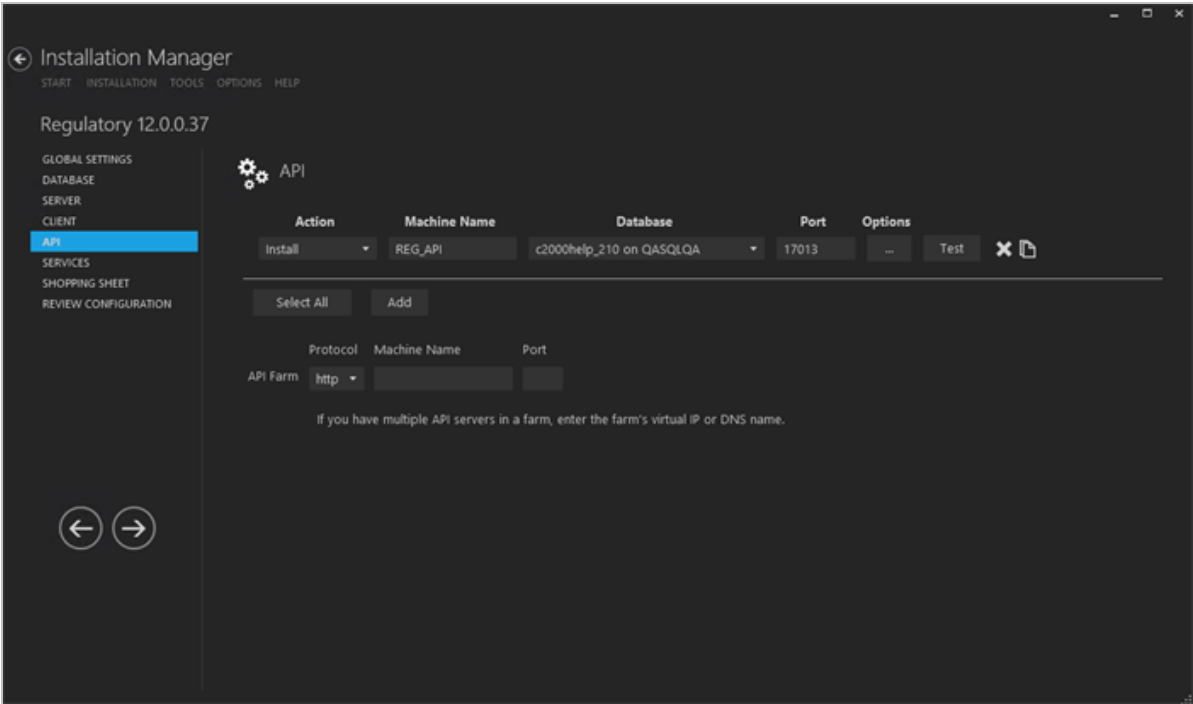 Installation Manager
START INSTALLATION TOOLS OPTIONS HELP
Regulatory 12.0.0.37
GLOBAL SETTINGS
DATABASE
SERVER
CLIENT
API
SERVICES
SHOPPING SHEET
REVIEW CONFIGURATION
API
Action Machine Name Database Port Options
Install REG_API c2000help_210 on QASQLQA 17013 ... Test
Select All Add
Protocol Machine Name Port
API Farm http
If you have multiple API servers in a farm, enter the farm's virtual IP or DNS name.